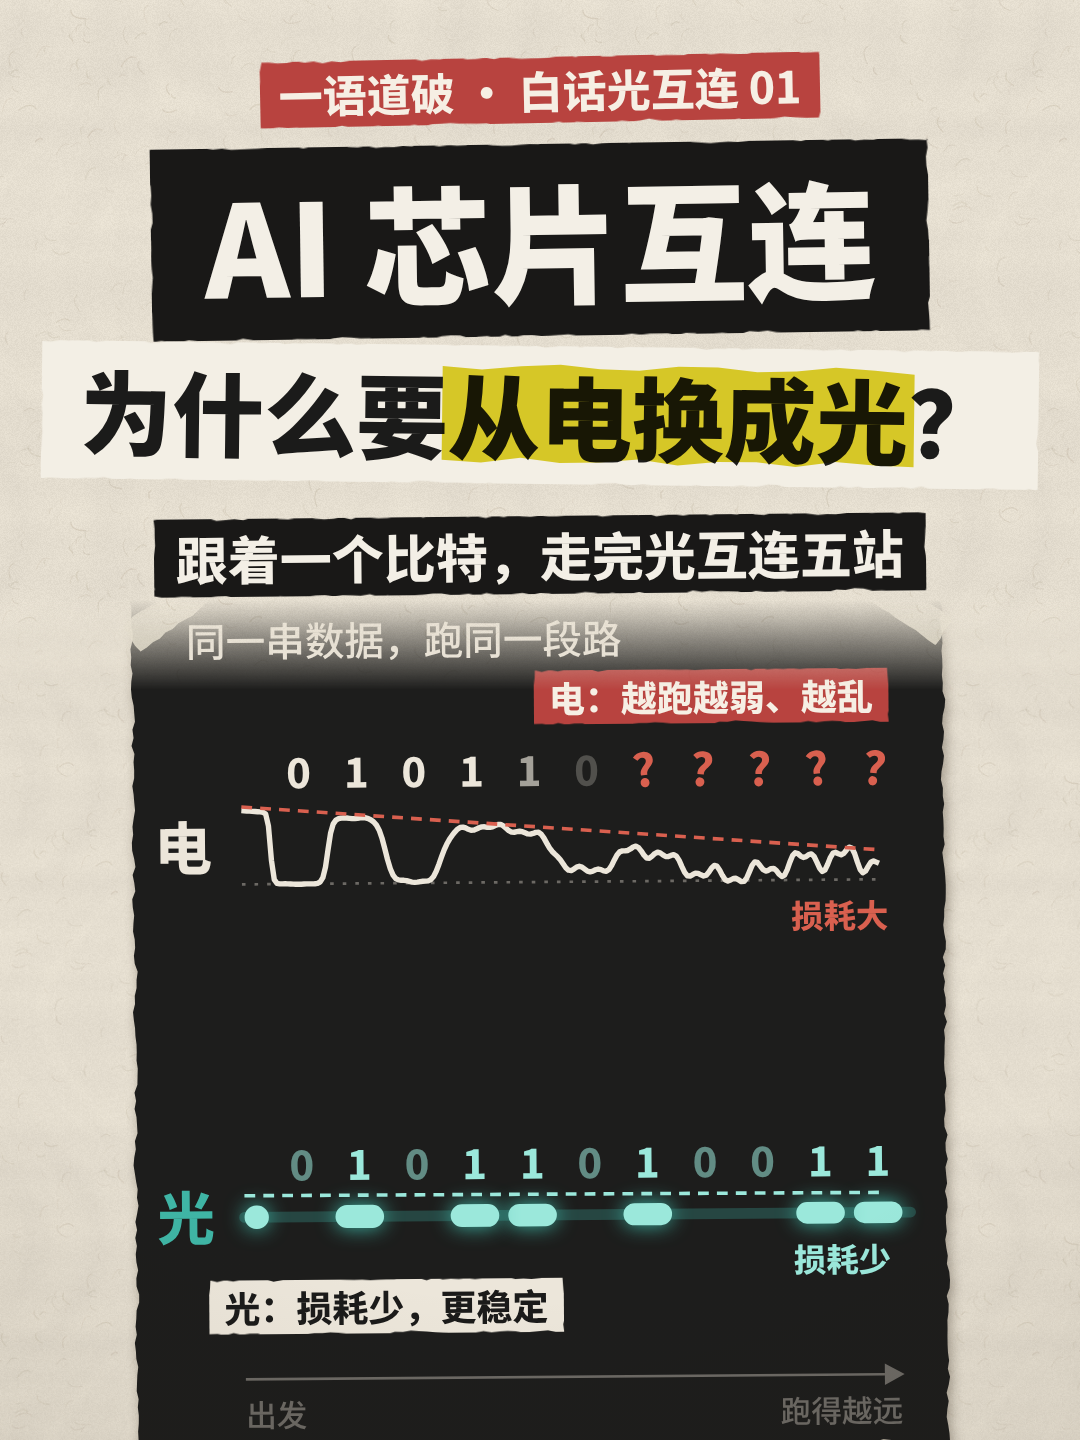 一语道破 · 白话光互连 01
AI 芯片互连
为什么要从电换成光？
跟着一个比特，走完光互连五站
同一串数据，跑同一段路
电：越跑越弱、越乱
0 1 0 1 1 0 ? ? ? ? ?
电
损耗大
0 1 0 1 1 0 1 0 0 1 1
光
损耗少
光：损耗少，更稳定
出发
跑得越远